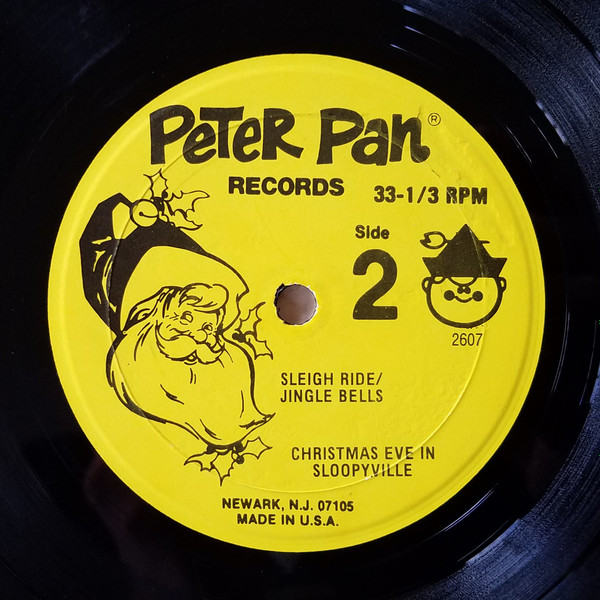 PETER Pan®
RECORDS 33-1/3 RPM
Side
2
2607
SLEIGH RIDE/
JINGLE BELLS
CHRISTMAS EVE IN
SLOOPYVILLE
NEWARK, N.J. 07105
MADE IN U.S.A.